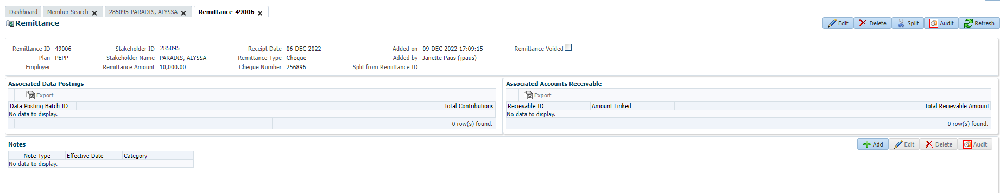 Dashboard Member Search 285095-PARADIS, ALYSSA Remittance-49006
Remittance Edit Delete Split Audit Refresh
Remittance ID 49006 Stakeholder ID 285095 Receipt Date 06-DEC-2022 Added on 09-DEC-2022 17:09:15 Remittance Voided
Plan PEPP Stakeholder Name PARADIS, ALYSSA Remittance Type Cheque Added by Janette Paus (jpaus)
Employer Remittance Amount 10,000.00 Cheque Number 256896 Split from Remittance ID
Associated Data Postings
Export
Data Posting Batch ID Total Contributions
No data to display.
0 row(s) found.
Associated Accounts Receivable
Export
Recievable ID Amount Linked Total Recievable Amount
No data to display.
0 row(s) found.
Notes Add Edit Delete Audit
Note Type Effective Date Category
No data to display.